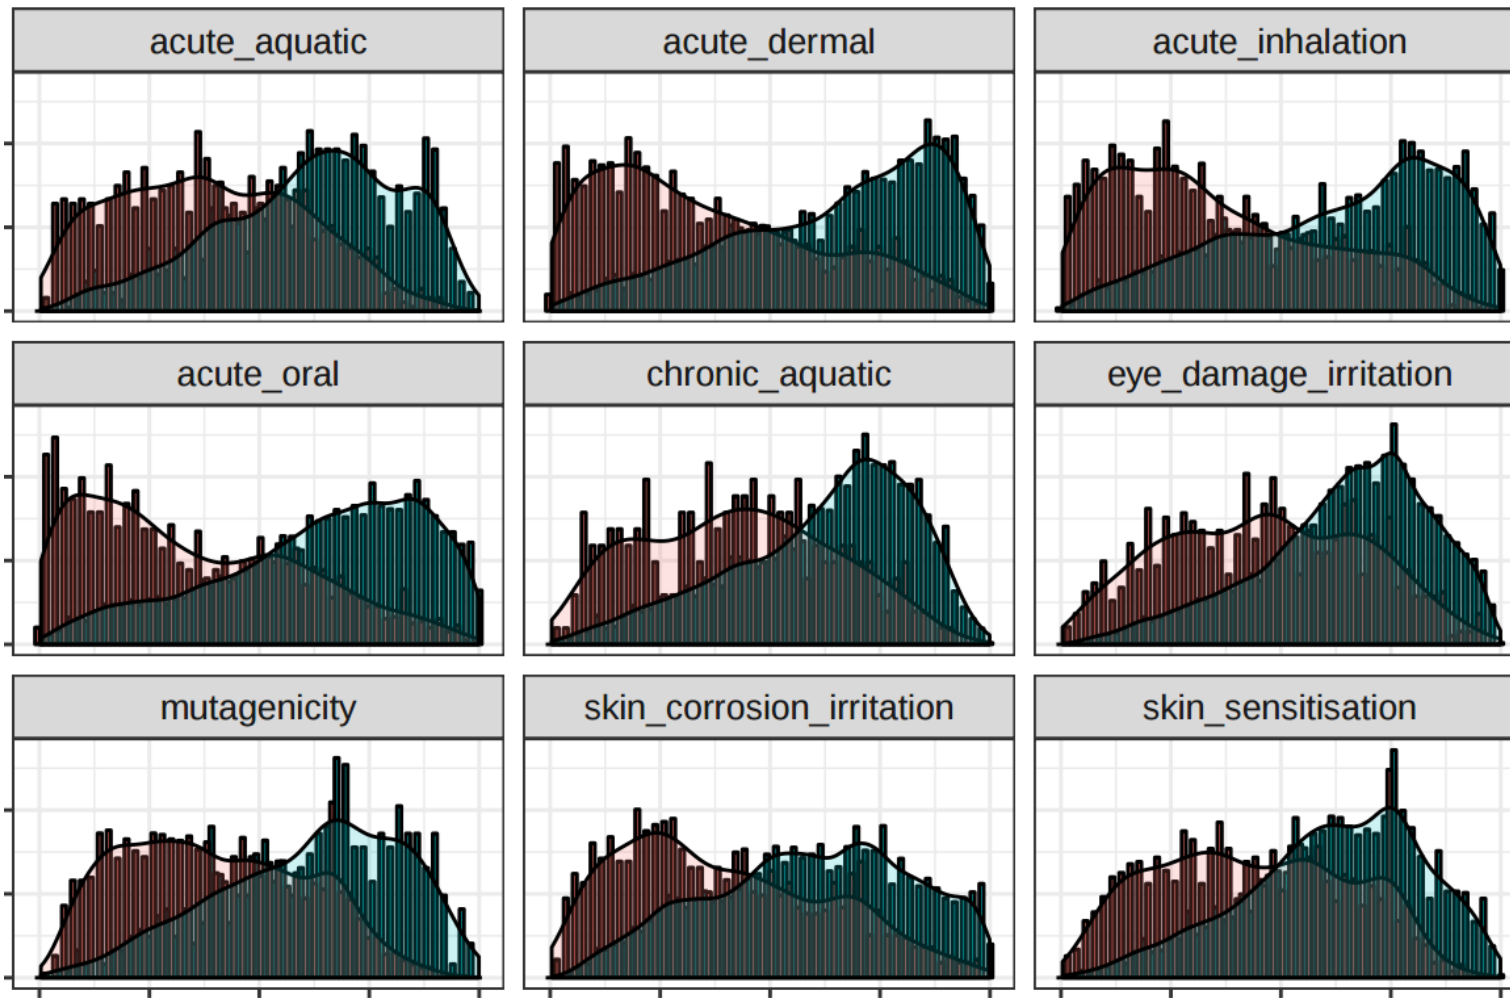 acute_aquatic
acute_dermal
acute_inhalation
acute_oral
chronic_aquatic
eye_damage_irritation
mutagenicity
skin_corrosion_irritation
skin_sensitisation